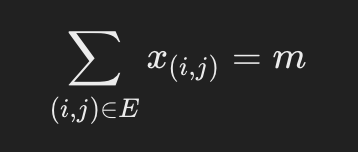 ∑_{(i,j)∈E} x_{(i,j)} = m